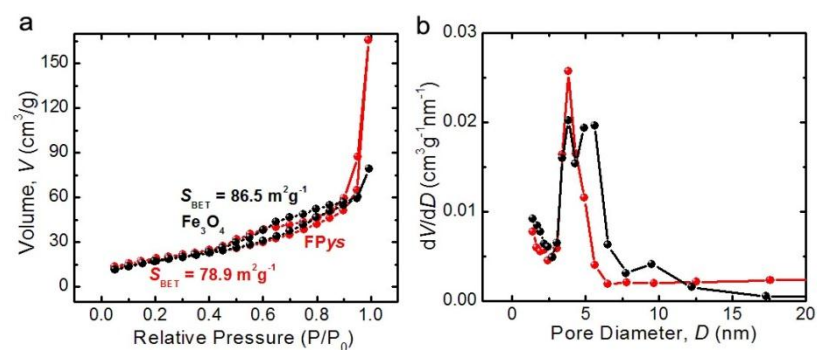 a
Volume, V (cm³/g)
150
120
90
60
30
0
S_BET = 86.5 m²g⁻¹
Fe₃O₄
FPys
S_BET = 78.9 m²g⁻¹
0.0 0.2 0.4 0.6 0.8 1.0
Relative Pressure (P/P₀)
b
dV/dD (cm³g⁻¹nm⁻¹)
0.03
0.02
0.01
0.00
0 5 10 15 20
Pore Diameter, D (nm)